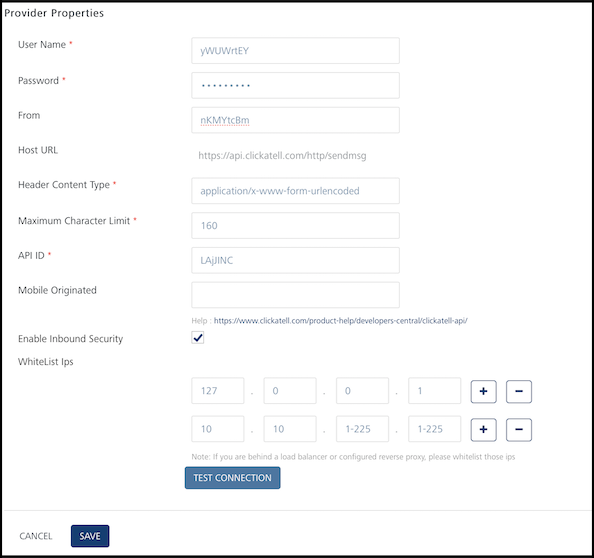 Provider Properties
User Name * yWUWrtEY
Password * •••••••••
From nKMYtcBm
Host URL https://api.clickatell.com/http/sendmsg
Header Content Type * application/x-www-form-urlencoded
Maximum Character Limit * 160
API ID * LAjJINC
Mobile Originated
Help : https://www.clickatell.com/product-help/developers-central/clickatell-api/
Enable Inbound Security
WhiteList Ips
127 . 0 . 0 . 1 + −
10 . 10 . 1-225 . 1-225 + −
Note: If you are behind a load balancer or configured reverse proxy, please whitelist those ips
TEST CONNECTION
CANCEL SAVE